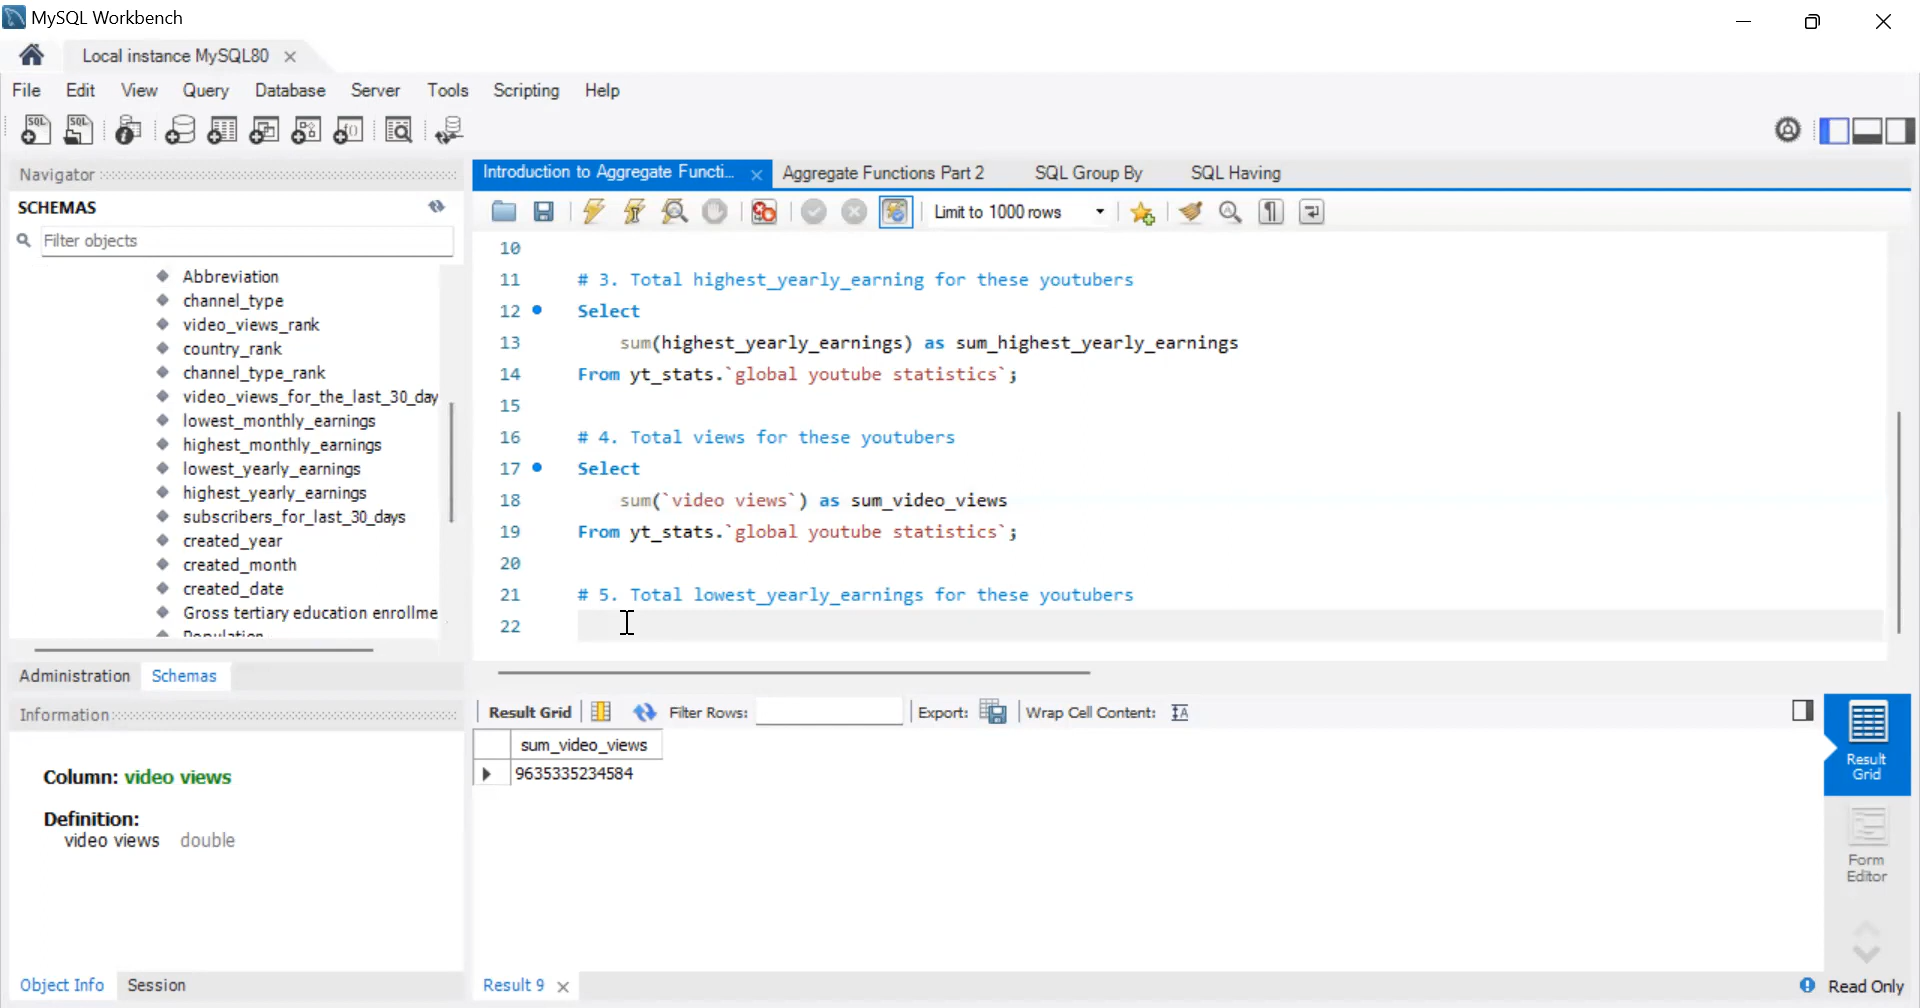 MySQL Workbench
Local instance MySQL80
File Edit View Query Database Server Tools Scripting Help
Navigator
SCHEMAS
Filter objects
Abbreviation
channel_type
video_views_rank
country_rank
channel_type_rank
video_views_for_the_last_30_day
lowest_monthly_earnings
highest_monthly_earnings
lowest_yearly_earnings
highest_yearly_earnings
subscribers_for_last_30_days
created_year
created_month
created_date
Gross tertiary education enrollme
Population
Administration Schemas
Information
Column: video views
Definition:
video views double
Object Info Session
Introduction to Aggregate Functi... Aggregate Functions Part 2 SQL Group By SQL Having
Limit to 1000 rows
10
11 # 3. Total highest_yearly_earning for these youtubers
12 Select
13 sum(highest_yearly_earnings) as sum_highest_yearly_earnings
14 From yt_stats.`global youtube statistics`;
15
16 # 4. Total views for these youtubers
17 Select
18 sum(`video views`) as sum_video_views
19 From yt_stats.`global youtube statistics`;
20
21 # 5. Total lowest_yearly_earnings for these youtubers
22
Result Grid Filter Rows: Export: Wrap Cell Content:
sum_video_views
9635335234584
Result
Grid
Form
Editor
Result 9
Read Only